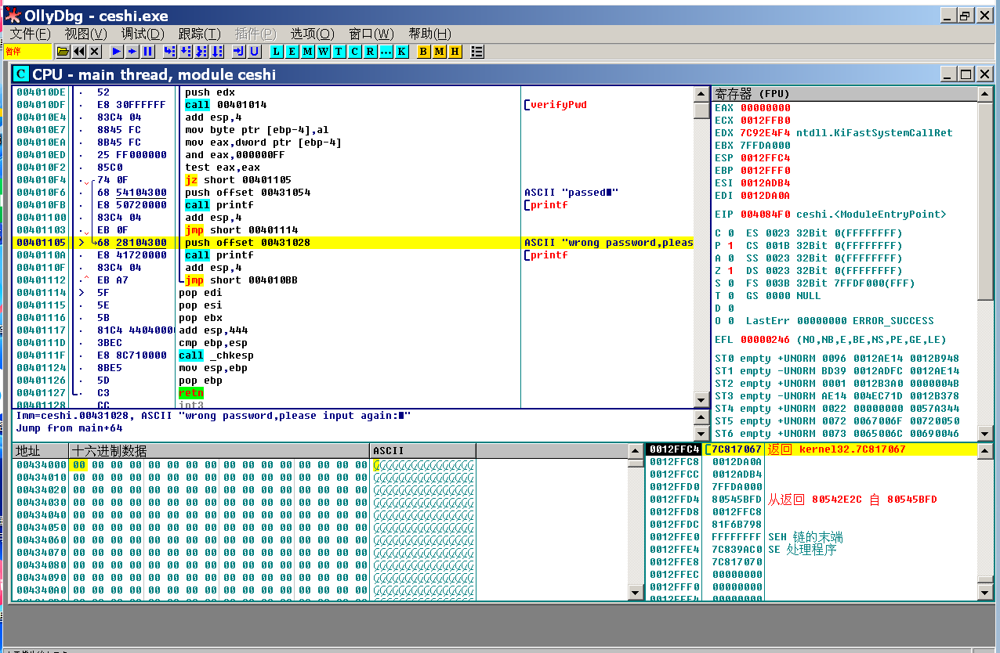 OllyDbg - ceshi.exe
文件(F) 视图(V) 调试(D) 跟踪(T) 插件(P) 选项(O) 窗口(W) 帮助(H)
暂停 L E M W T C R ... K B M H
C CPU - main thread, module ceshi
004010DE 52 push edx
004010DF E8 30FFFFFF call 00401014 verifyPwd
004010E4 83C4 04 add esp,4
004010E7 8845 FC mov byte ptr [ebp-4],al
004010EA 8B45 FC mov eax,dword ptr [ebp-4]
004010ED 25 FF000000 and eax,000000FF
004010F2 85C0 test eax,eax
004010F4 74 0F jz short 00401105
004010F6 68 54104300 push offset 00431054 ASCII "passed"
004010FB E8 50720000 call printf printf
00401100 83C4 04 add esp,4
00401103 EB 0F jmp short 00401114
00401105 > 68 28104300 push offset 00431028 ASCII "wrong password,pleas
0040110A E8 41720000 call printf printf
0040110F 83C4 04 add esp,4
00401112 EB A7 jmp short 004010BB
00401114 > 5F pop edi
00401115 5E pop esi
00401116 5B pop ebx
00401117 81C4 44040000 add esp,444
0040111D 3BEC cmp ebp,esp
0040111F E8 8C710000 call _chkesp
00401124 8BE5 mov esp,ebp
00401126 5D pop ebp
00401127 C3 retn
00401128 CC int3
Imm=ceshi.00431028, ASCII "wrong password,please input again:"
Jump from main+64
寄存器 (FPU)
EAX 00000000
ECX 0012FFB0
EDX 7C92E4F4 ntdll.KiFastSystemCallRet
EBX 7FFDA000
ESP 0012FFC4
EBP 0012FFF0
ESI 0012ADB4
EDI 0012DA0A
EIP 004084F0 ceshi.<ModuleEntryPoint>
C 0 ES 0023 32Bit 0(FFFFFFFF)
P 1 CS 001B 32Bit 0(FFFFFFFF)
A 0 SS 0023 32Bit 0(FFFFFFFF)
Z 1 DS 0023 32Bit 0(FFFFFFFF)
S 0 FS 003B 32Bit 7FFDF000(FFF)
T 0 GS 0000 NULL
D 0
O 0 LastErr 00000000 ERROR_SUCCESS
EFL 00000246 (NO,NB,E,BE,NS,PE,GE,LE)
ST0 empty +UNORM 0096 0012AE14 0012B948
ST1 empty -UNORM BD39 0012ADFC 0012AE14
ST2 empty +UNORM 0001 0012B3A0 0000004B
ST3 empty -UNORM AE14 004EC71D 0012B378
ST4 empty +UNORM 0022 00000000 0057A344
ST5 empty +UNORM 0072 0067006F 00720050
ST6 empty +UNORM 0073 0065006C 00690046
地址 十六进制数据 ASCII
00434000 00 00 00 00 00 00 00 00 00 00 00 00 00 00 00 00
00434010 00 00 00 00 00 00 00 00 00 00 00 00 00 00 00 00
00434020 00 00 00 00 00 00 00 00 00 00 00 00 00 00 00 00
00434030 00 00 00 00 00 00 00 00 00 00 00 00 00 00 00 00
00434040 00 00 00 00 00 00 00 00 00 00 00 00 00 00 00 00
00434050 00 00 00 00 00 00 00 00 00 00 00 00 00 00 00 00
00434060 00 00 00 00 00 00 00 00 00 00 00 00 00 00 00 00
00434070 00 00 00 00 00 00 00 00 00 00 00 00 00 00 00 00
00434080 00 00 00 00 00 00 00 00 00 00 00 00 00 00 00 00
00434090 00 00 00 00 00 00 00 00 00 00 00 00 00 00 00 00
004340A0 00 00 00 00 00 00 00 00 00 00 00 00 00 00 00 00
0012FFC4 7C817067 返回 kernel32.7C817067
0012FFC8 0012DA0A
0012FFCC 0012ADB4
0012FFD0 7FFDA000
0012FFD4 80545BFD 从返回 80542E2C 自 80545BFD
0012FFD8 0012FFC8
0012FFDC 81F6B798
0012FFE0 FFFFFFFF SEH 链的末端
0012FFE4 7C839AC0 SE 处理程序
0012FFE8 7C817070
0012FFEC 00000000
0012FFF0 00000000
0012FFF4 00000000